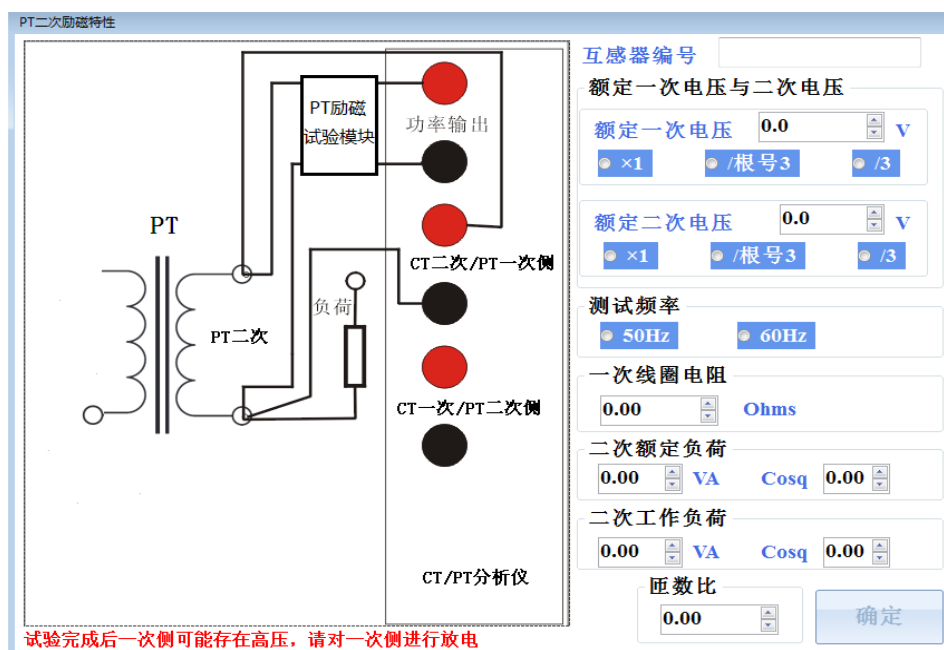 PT二次励磁特性
PT励磁
试验模块
功率输出
PT
CT二次/PT一次侧
负荷
PT二次
CT一次/PT二次侧
CT/PT分析仪
试验完成后一次侧可能存在高压，请对一次侧进行放电
互感器编号
额定一次电压与二次电压
额定一次电压 0.0 V
×1 /根号3 /3
额定二次电压 0.0 V
×1 /根号3 /3
测试频率
50Hz 60Hz
一次线圈电阻
0.00 Ohms
二次额定负荷
0.00 VA Cosq 0.00
二次工作负荷
0.00 VA Cosq 0.00
匝数比
0.00
确定